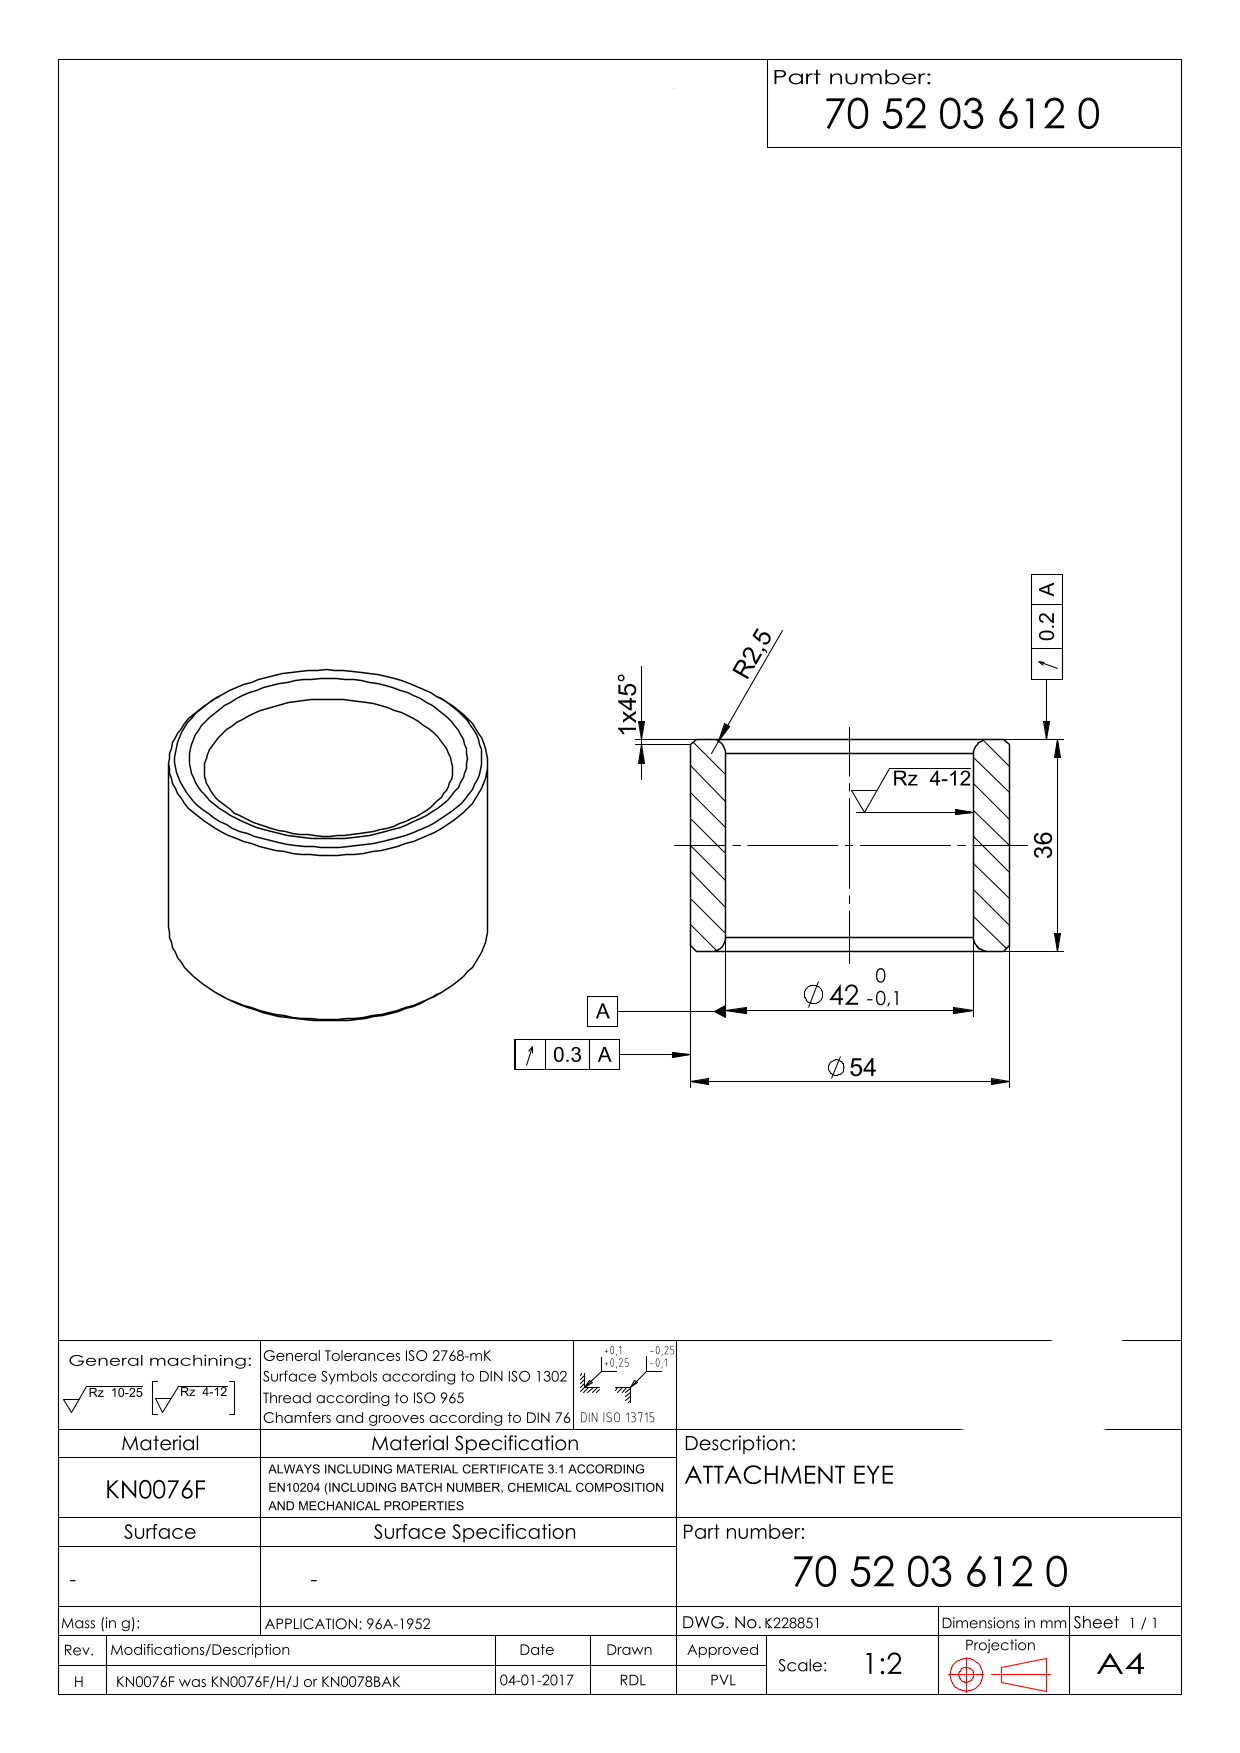 Part number:
70 52 03 612 0
0.2 A
R2,5
1x45°
Rz 4-12
36
Ø 42 0 -0,1
A
0.3 A
Ø 54
General machining:
Rz 10-25 [ Rz 4-12 ]
General Tolerances ISO 2768-mK
Surface Symbols according to DIN ISO 1302
Thread according to ISO 965
Chamfers and grooves according to DIN 76
+0,1 -0,25
+0,25 -0,1
DIN ISO 13715
Material
KN0076F
Material Specification
ALWAYS INCLUDING MATERIAL CERTIFICATE 3.1 ACCORDING
EN10204 (INCLUDING BATCH NUMBER, CHEMICAL COMPOSITION
AND MECHANICAL PROPERTIES
Description:
ATTACHMENT EYE
Surface
-
Surface Specification
-
Part number:
70 52 03 612 0
Mass (in g):
APPLICATION: 96A-1952
DWG. No. K228851
Dimensions in mm
Sheet 1 / 1
Rev. Modifications/Description Date Drawn Approved
H KN0076F was KN0076F/H/J or KN0078BAK 04-01-2017 RDL PVL
Scale: 1:2
Projection
A4